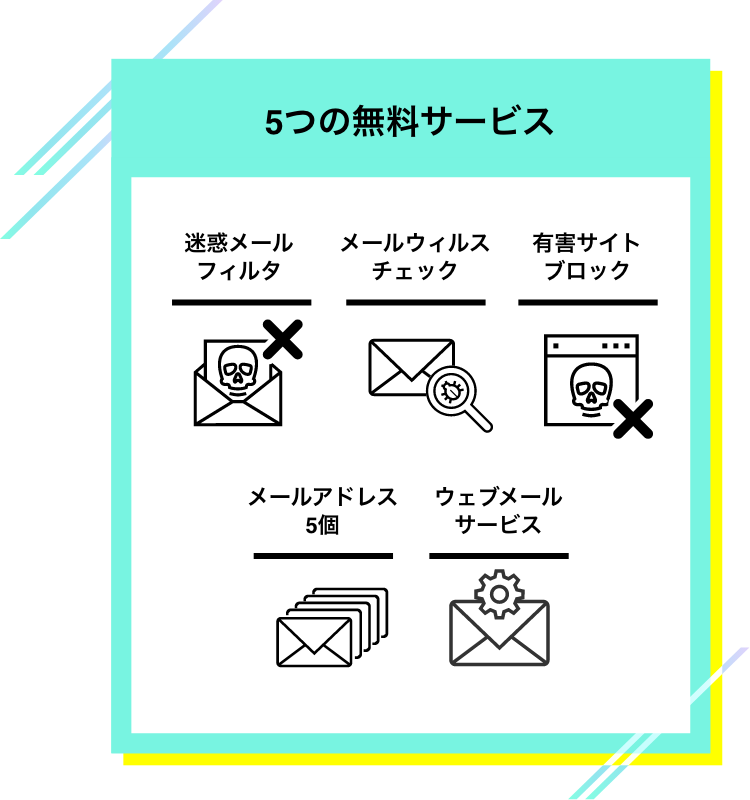 5つの無料サービス
迷惑メール
フィルタ
メールウィルス
チェック
有害サイト
ブロック
メールアドレス
5個
ウェブメール
サービス